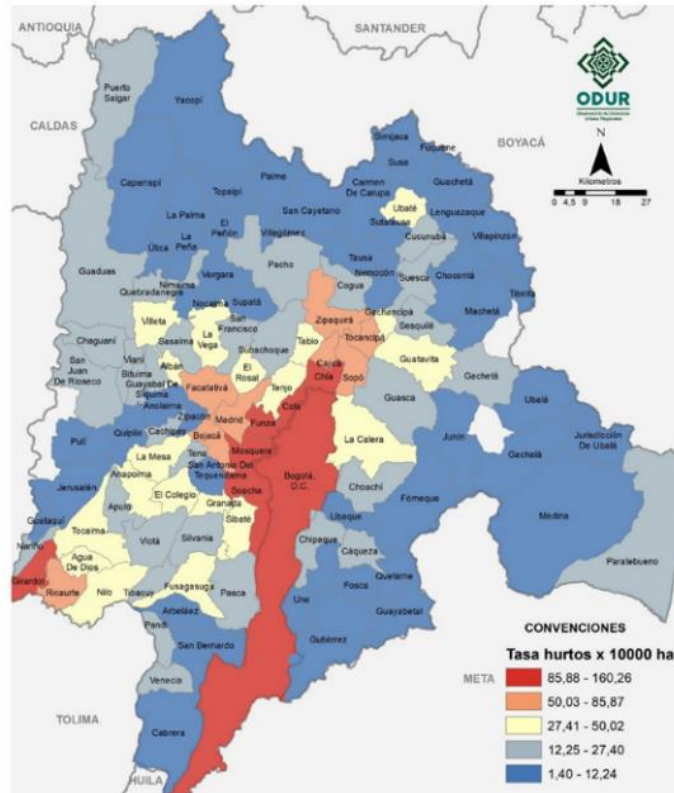 ANTIOQUIA
SANTANDER
Puerto
Salgar
Yacopí
ODUR
CALDAS
BOYACÁ
N
Kilometros
0 4,5 9 18 27
Simijaca
Fúquene
Susa
Guachetá
Carmen
De Carupa
Ubaté
Lenguazaque
Sutatausa
Cucunubá
Villapinzón
Caparrapí
Topaipí
Paime
La Palma
El
Peñón
San Cayetano
Villagómez
La
Peña
Útica
Tausa
Nemocón
Suesca
Chocontá
Pacho
Vergara
Cogua
Machetá
Tibirita
Guaduas
Nimaima
Quebradanegra
Nocaima
Supatá
Zipaquirá
Gachancipá
Sesquilé
Villeta
La
Vega
San
Francisco
Tabio
Tocancipá
Guatavita
Chaguaní
Sasaima
Subachoque
Cajicá
Sopó
Gachetá
San
Juan
De Rioseco
Vianí
Albán
El
Rosal
Tenjo
Chía
Bituima
Guayabal De
Siquima
Facatativá
Cota
Guasca
Ubalá
Anolaima
Zipacón
Madrid
Funza
Jurisdicción
De Ubalá
Pulí
Quipile
Cachipay
Bojacá
Mosquera
La Calera
Junín
Gachalá
La Mesa
Tena
San Antonio Del
Tequendama
Bogotá,
D.C.
Jerusalén
Anapoima
Soacha
Choachí
Fómeque
Medina
El Colegio
Granada
Guataquí
Apulo
Sibaté
Ubaque
Tocaima
Viotá
Silvania
Chipaque
Cáqueza
Paratebueno
Nariño
Agua
De Dios
Fusagasuga
Quetame
Girardot
Ricaurte
Nilo
Tibacuy
Pasca
Une
Fosca
Guayabetal
Arbeláez
Pandi
San Bernardo
Gutiérrez
Venecia
Cabrera
TOLIMA
HUILA
META
CONVENCIONES
Tasa hurtos x 10000 ha
85,88 - 160,26
50,03 - 85,87
27,41 - 50,02
12,25 - 27,40
1,40 - 12,24